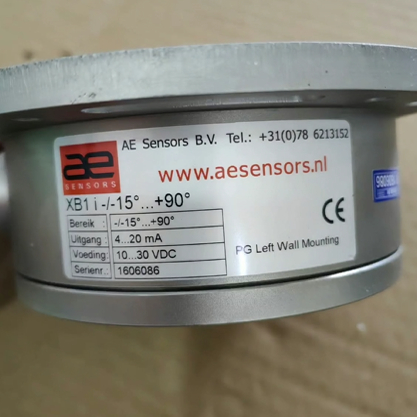 AE Sensors B.V. Tel.: +31(0)78 6213152
ae
SENSORS
www.aesensors.nl
XB1 i -/-15°...+90°
Bereik : -/-15°...+90°
Uitgang : 4...20 mA
Voeding: 10...30 VDC
Serienr.: 1606086
CE
PG Left Wall Mounting